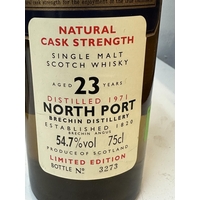 NATURAL
CASK STRENGTH
SINGLE MALT
SCOTCH WHISKY
AGED 23 YEARS
DISTILLED 1971
NORTH PORT
BRECHIN DISTILLERY
ESTABLISHED 1820
BRECHIN ANGUS
54.7%vol 75cl
PRODUCE OF SCOTLAND
LIMITED EDITION
BOTTLE Nº 3273